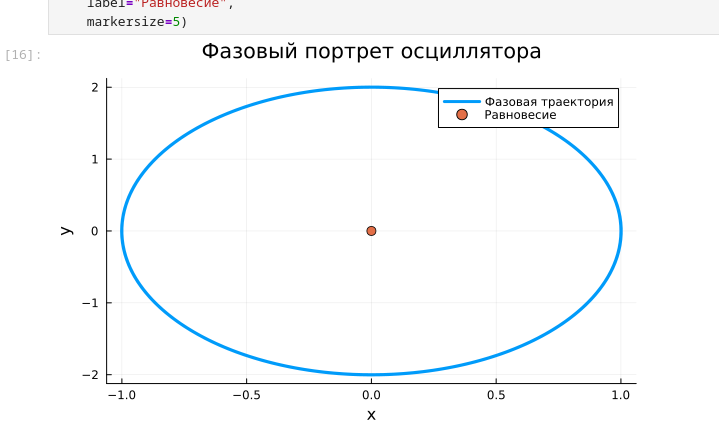 label="Равновесие",
markersize=5)
[16]:
Фазовый портрет осциллятора
Фазовая траектория
Равновесие
2
1
0
−1
−2
y
−1.0 −0.5 0.0 0.5 1.0
x